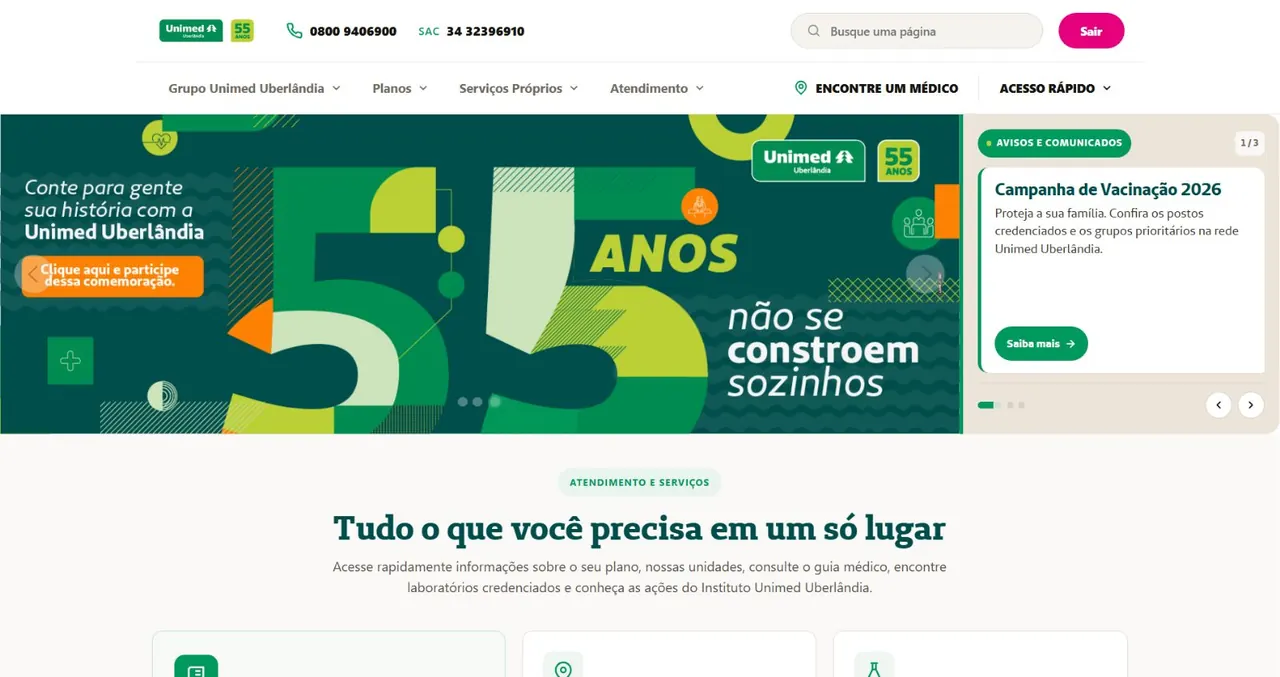 Unimed
Uberlândia
55
ANOS
0800 9406900
SAC 34 32396910
Busque uma página
Sair
Grupo Unimed Uberlândia
Planos
Serviços Próprios
Atendimento
ENCONTRE UM MÉDICO
ACESSO RÁPIDO
Conte para gente
sua história com a
Unimed Uberlândia
Clique aqui e participe
dessa comemoração.
55
ANOS
não se
constroem
sozinhos
Unimed
Uberlândia
55
ANOS
AVISOS E COMUNICADOS
1/3
Campanha de Vacinação 2026
Proteja a sua família. Confira os postos
credenciados e os grupos prioritários na rede
Unimed Uberlândia.
Saiba mais →
ATENDIMENTO E SERVIÇOS
Tudo o que você precisa em um só lugar
Acesse rapidamente informações sobre o seu plano, nossas unidades, consulte o guia médico, encontre
laboratórios credenciados e conheça as ações do Instituto Unimed Uberlândia.